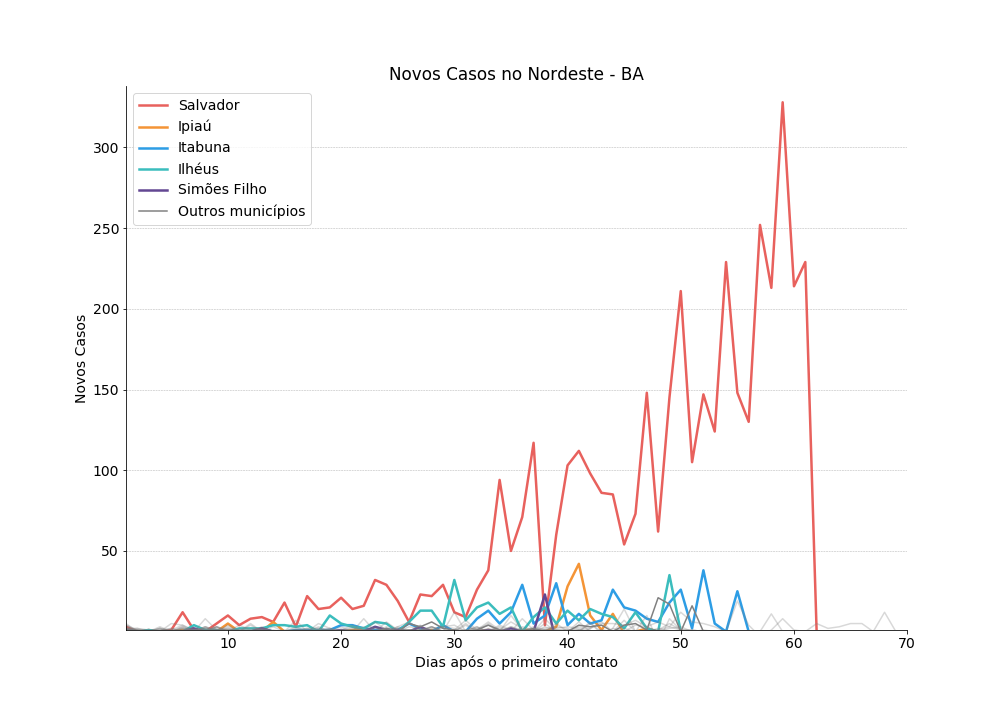 Novos Casos no Nordeste - BA
Salvador
Ipiaú
Itabuna
Ilhéus
Simões Filho
Outros municípios
Novos Casos
300
250
200
150
100
50
10
20
30
40
50
60
70
Dias após o primeiro contato